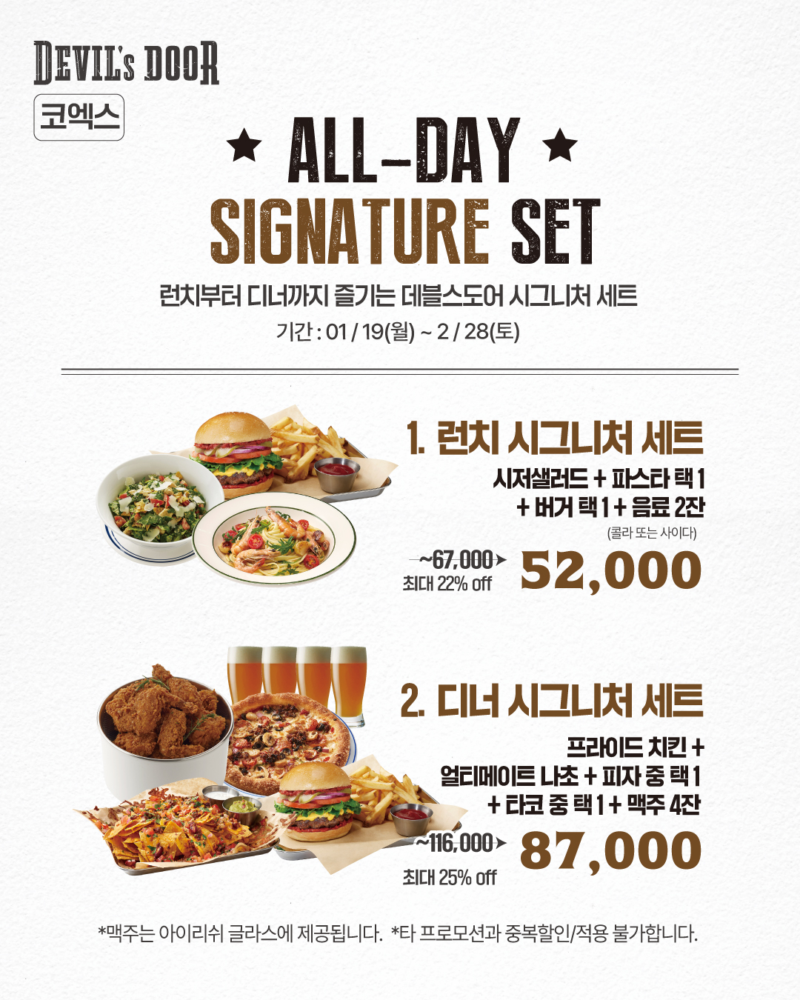 DEVIL's DOOR
코엑스
ALL-DAY
SIGNATURE SET
런치부터 디너까지 즐기는 데블스도어 시그니처 세트
기간 : 01 / 19(월) ~ 2 / 28(토)
1. 런치 시그니처 세트
시저샐러드 + 파스타 택 1
+ 버거 택 1 + 음료 2잔
(콜라 또는 사이다)
~67,000 52,000
최대 22% off
2. 디너 시그니처 세트
프라이드 치킨 +
얼티메이트 나초 + 피자 중 택 1
+ 타코 중 택 1 + 맥주 4잔
~116,000 87,000
최대 25% off
*맥주는 아이리쉬 글라스에 제공됩니다. *타 프로모션과 중복할인/적용 불가합니다.